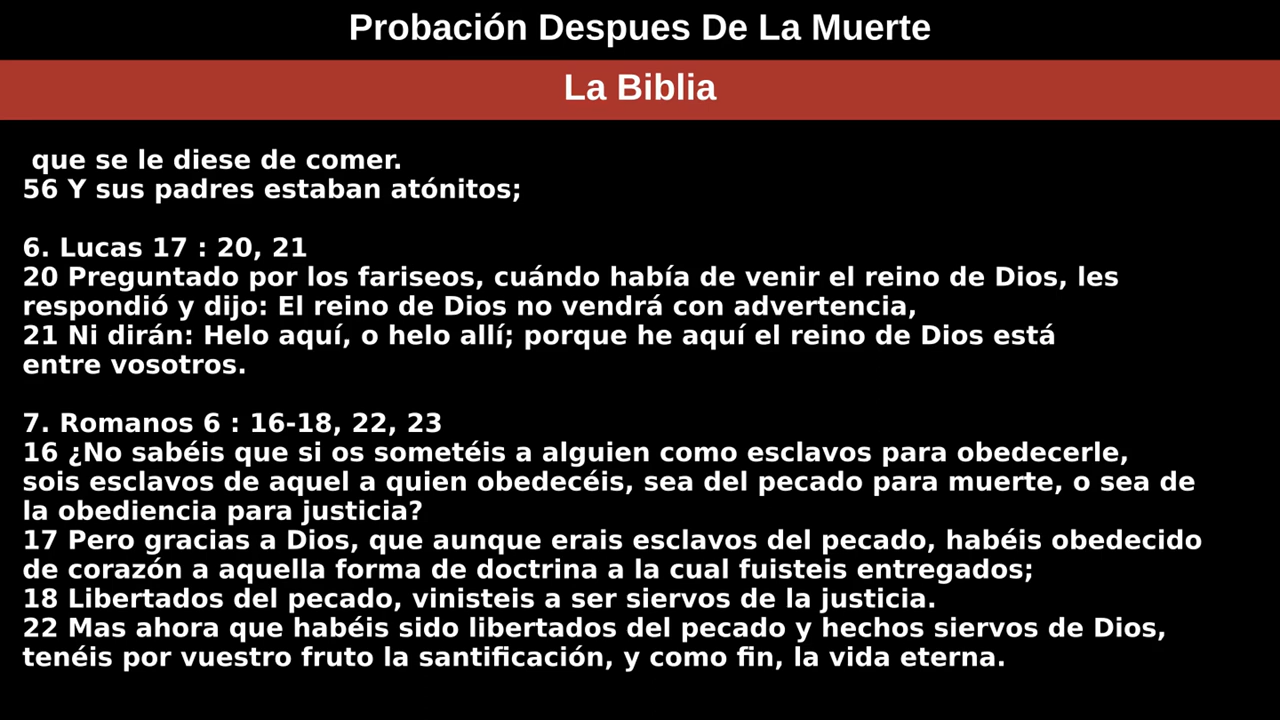 Probación Despues De La Muerte
La Biblia
que se le diese de comer.
56 Y sus padres estaban atónitos;
6. Lucas 17 : 20, 21
20 Preguntado por los fariseos, cuándo había de venir el reino de Dios, les
respondió y dijo: El reino de Dios no vendrá con advertencia,
21 Ni dirán: Helo aquí, o helo allí; porque he aquí el reino de Dios está
entre vosotros.
7. Romanos 6 : 16-18, 22, 23
16 ¿No sabéis que si os sometéis a alguien como esclavos para obedecerle,
sois esclavos de aquel a quien obedecéis, sea del pecado para muerte, o sea de
la obediencia para justicia?
17 Pero gracias a Dios, que aunque erais esclavos del pecado, habéis obedecido
de corazón a aquella forma de doctrina a la cual fuisteis entregados;
18 Libertados del pecado, vinisteis a ser siervos de la justicia.
22 Mas ahora que habéis sido libertados del pecado y hechos siervos de Dios,
tenéis por vuestro fruto la santificación, y como fin, la vida eterna.